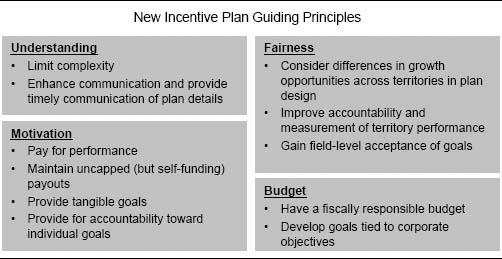 New Incentive Plan Guiding Principles
Understanding
• Limit complexity
• Enhance communication and provide
timely communication of plan details
Motivation
• Pay for performance
• Maintain uncapped (but self-funding)
payouts
• Provide tangible goals
• Provide for accountability toward
individual goals
Fairness
• Consider differences in growth
opportunities across territories in plan
design
• Improve accountability and
measurement of territory performance
• Gain field-level acceptance of goals
Budget
• Have a fiscally responsible budget
• Develop goals tied to corporate
objectives